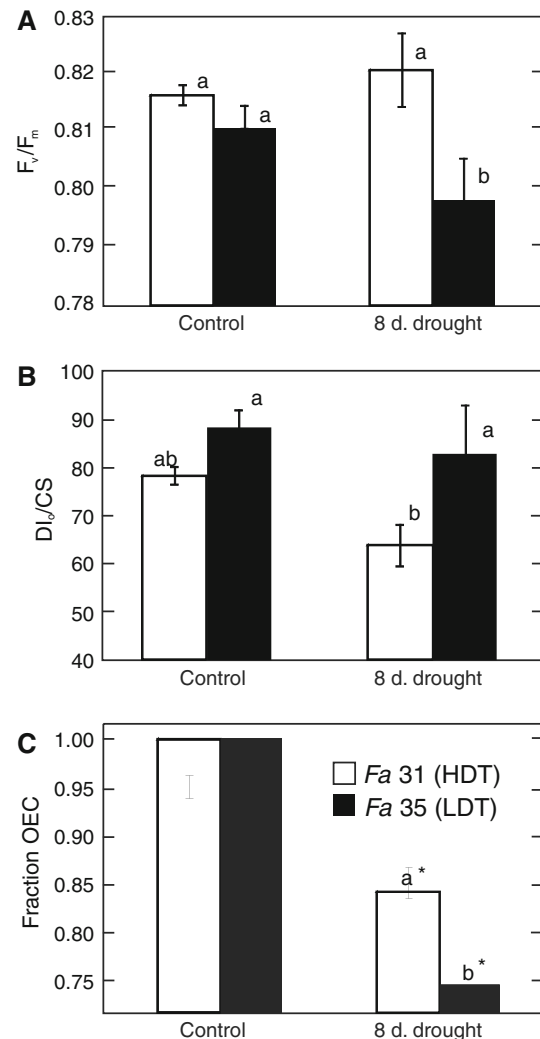 A
0.83
0.82
0.81
0.80
0.79
0.78
Fv/Fm
a
a
a
b
Control
8 d. drought
B
100
90
80
70
60
50
40
DIo/CS
ab
a
b
a
Control
8 d. drought
C
1.00
0.95
0.90
0.85
0.80
0.75
Fraction OEC
Fa 31 (HDT)
Fa 35 (LDT)
a*
b*
Control
8 d. drought